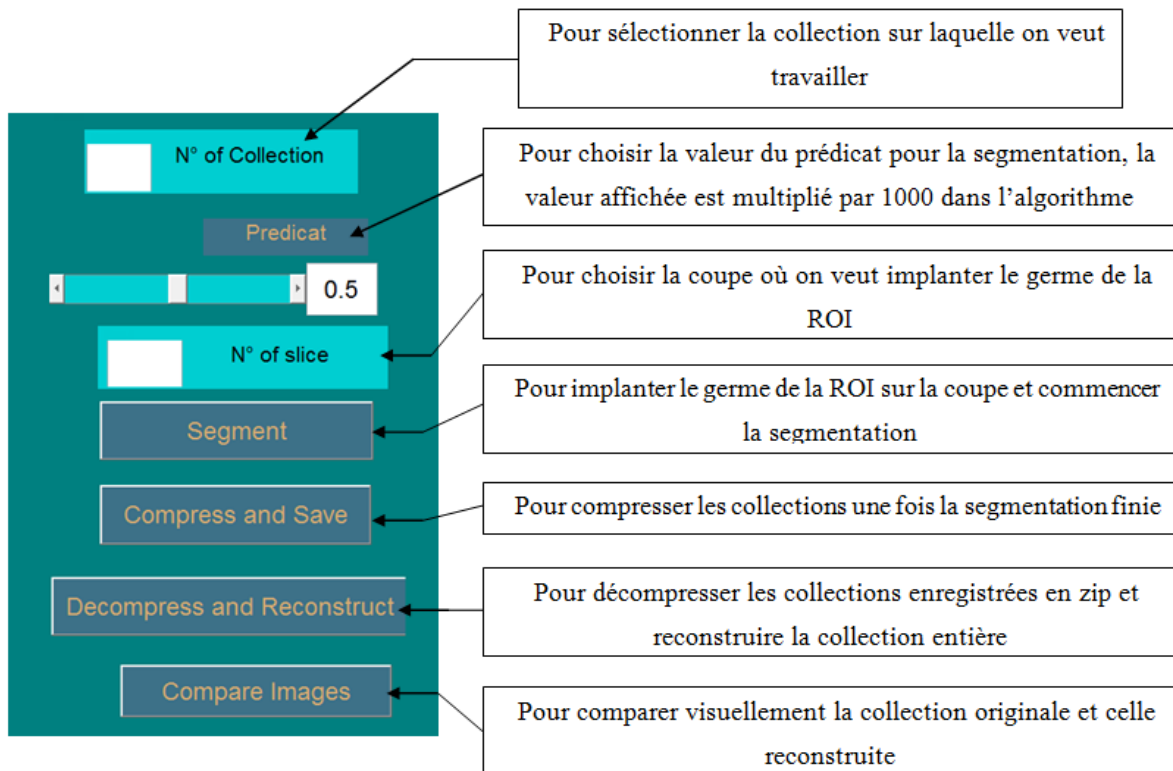 Pour sélectionner la collection sur laquelle on veut
travailler
N° of Collection
Pour choisir la valeur du prédicat pour la segmentation, la
valeur affichée est multiplié par 1000 dans l'algorithme
Predicat
0.5
Pour choisir la coupe où on veut implanter le germe de la
ROI
N° of slice
Pour implanter le germe de la ROI sur la coupe et commencer
la segmentation
Segment
Pour compresser les collections une fois la segmentation finie
Compress and Save
Pour décompresser les collections enregistrées en zip et
reconstruire la collection entière
Decompress and Reconstruct
Pour comparer visuellement la collection originale et celle
reconstruite
Compare Images